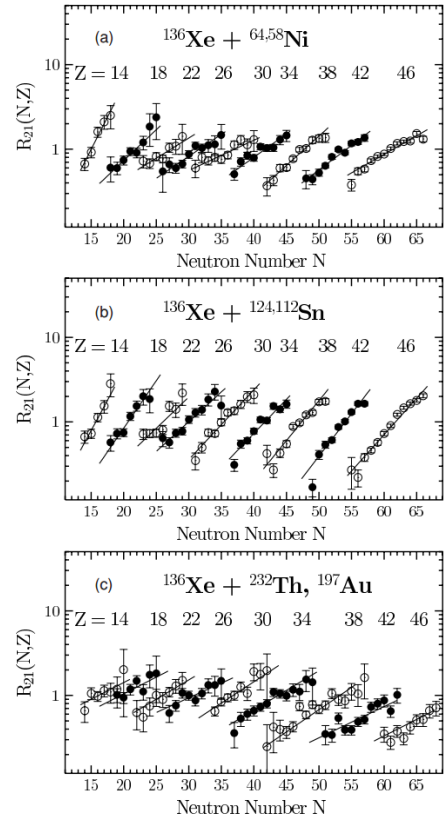 (a) ¹³⁶Xe + ⁶⁴,⁵⁸Ni
Z = 14 18 22 26 30 34 38 42 46
R₂₁(N,Z)
10
1
15 20 25 30 35 40 45 50 55 60 65
Neutron Number N
(b) ¹³⁶Xe + ¹²⁴,¹¹²Sn
Z = 14 18 22 26 30 34 38 42 46
R₂₁(N,Z)
10
1
15 20 25 30 35 40 45 50 55 60 65
Neutron Number N
(c) ¹³⁶Xe + ²³²Th, ¹⁹⁷Au
Z = 14 18 22 26 30 34 38 42 46
R₂₁(N,Z)
10
1
15 20 25 30 35 40 45 50 55 60 65
Neutron Number N